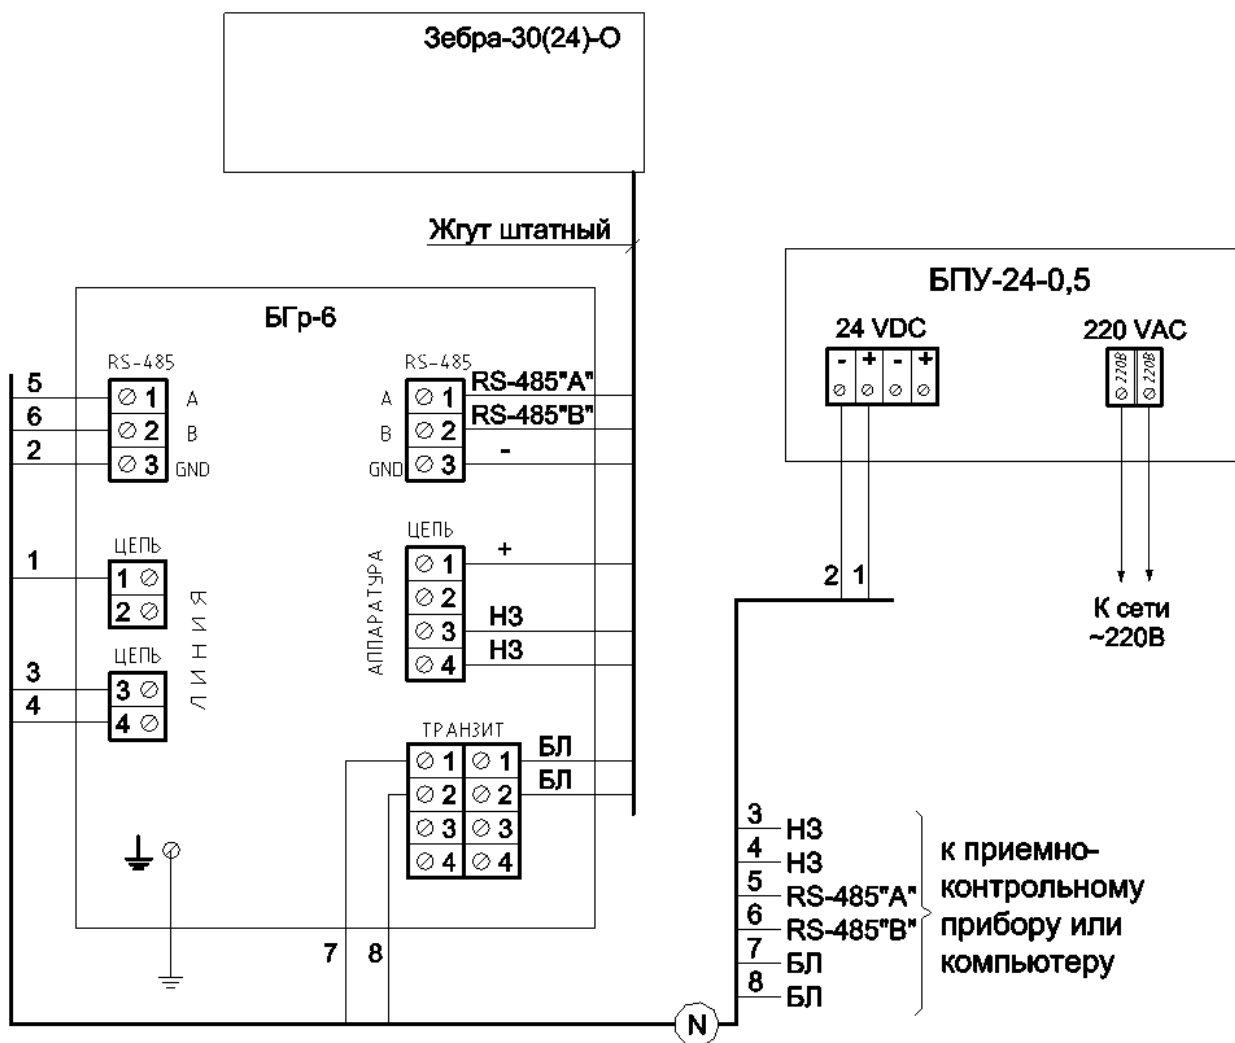 Зебра-30(24)-О
Жгут штатный
БГр-6
RS-485
5
1
A
6
2
B
2
3
GND
RS-485
A
1
RS-485"A"
B
2
RS-485"B"
GND
3
-
ЦЕПЬ
1
1
2
ЦЕПЬ
3
3
4
4
ЛИНИЯ
ЦЕПЬ
АППАРАТУРА
1
+
2
3
НЗ
4
НЗ
ТРАНЗИТ
1
1
БЛ
2
2
БЛ
3
3
4
4
7
8
БПУ-24-0,5
24 VDC
- + - +
220 VAC
220В
220В
2
1
К сети
~220В
3
НЗ
4
НЗ
5
RS-485"A"
6
RS-485"B"
7
БЛ
8
БЛ
к приемно-
контрольному
прибору или
компьютеру
N